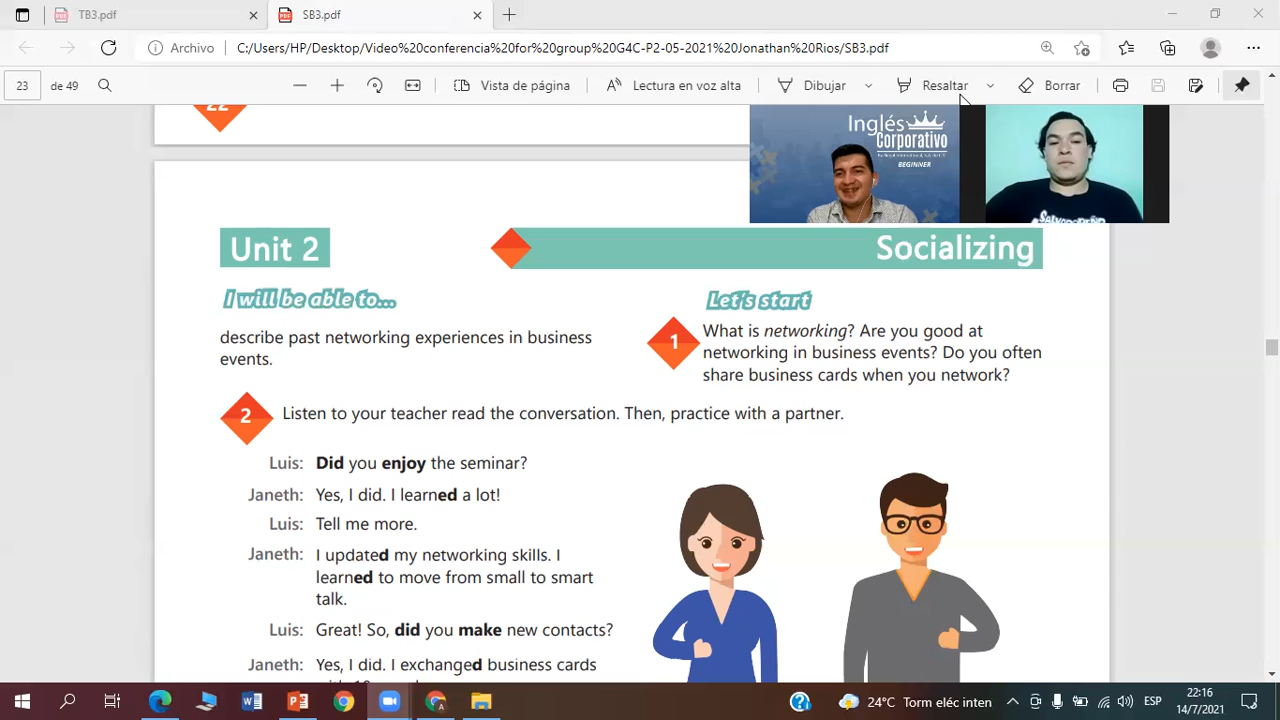 TB3.pdf
SB3.pdf
Archivo
C:/Users/HP/Desktop/Video%20conferencia%20for%20group%20G4C-P2-05-2021%20Jonathan%20Rios/SB3.pdf
23 de 49
Vista de página
Lectura en voz alta
Dibujar
Resaltar
Borrar
22
Inglés
Corporativo
BEGINNER
SALVADOREÑO
Unit 2
Socializing
I will be able to...
describe past networking experiences in business
events.
Let's start
1
What is networking? Are you good at
networking in business events? Do you often
share business cards when you network?
2
Listen to your teacher read the conversation. Then, practice with a partner.
Luis: Did you enjoy the seminar?
Janeth: Yes, I did. I learned a lot!
Luis: Tell me more.
Janeth: I updated my networking skills. I
learned to move from small to smart
talk.
Luis: Great! So, did you make new contacts?
Janeth: Yes, I did. I exchanged business cards
24°C Torm eléc inten
ESP
22:16
14/7/2021